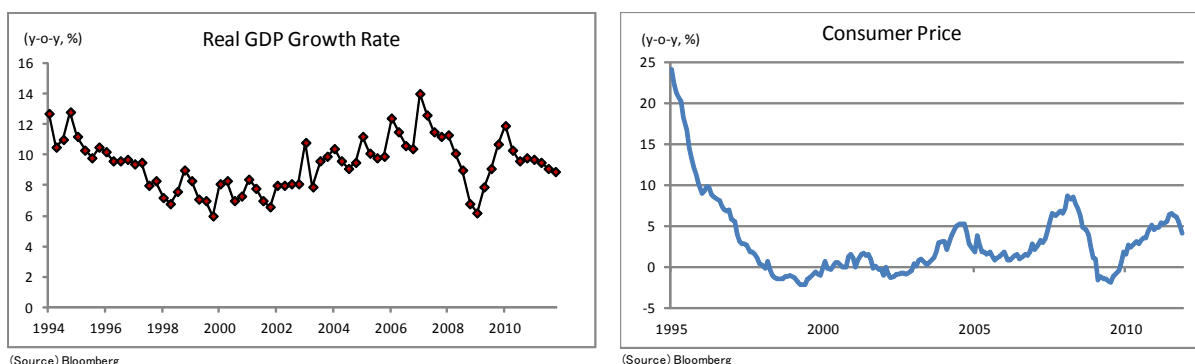 Real GDP Growth Rate
(y-o-y, %)
16
14
12
10
8
6
4
2
0
1994 1996 1998 2000 2002 2004 2006 2008 2010
(Source) Bloomberg
Consumer Price
(y-o-y, %)
25
20
15
10
5
0
-5
1995 2000 2005 2010
(Source) Bloomberg